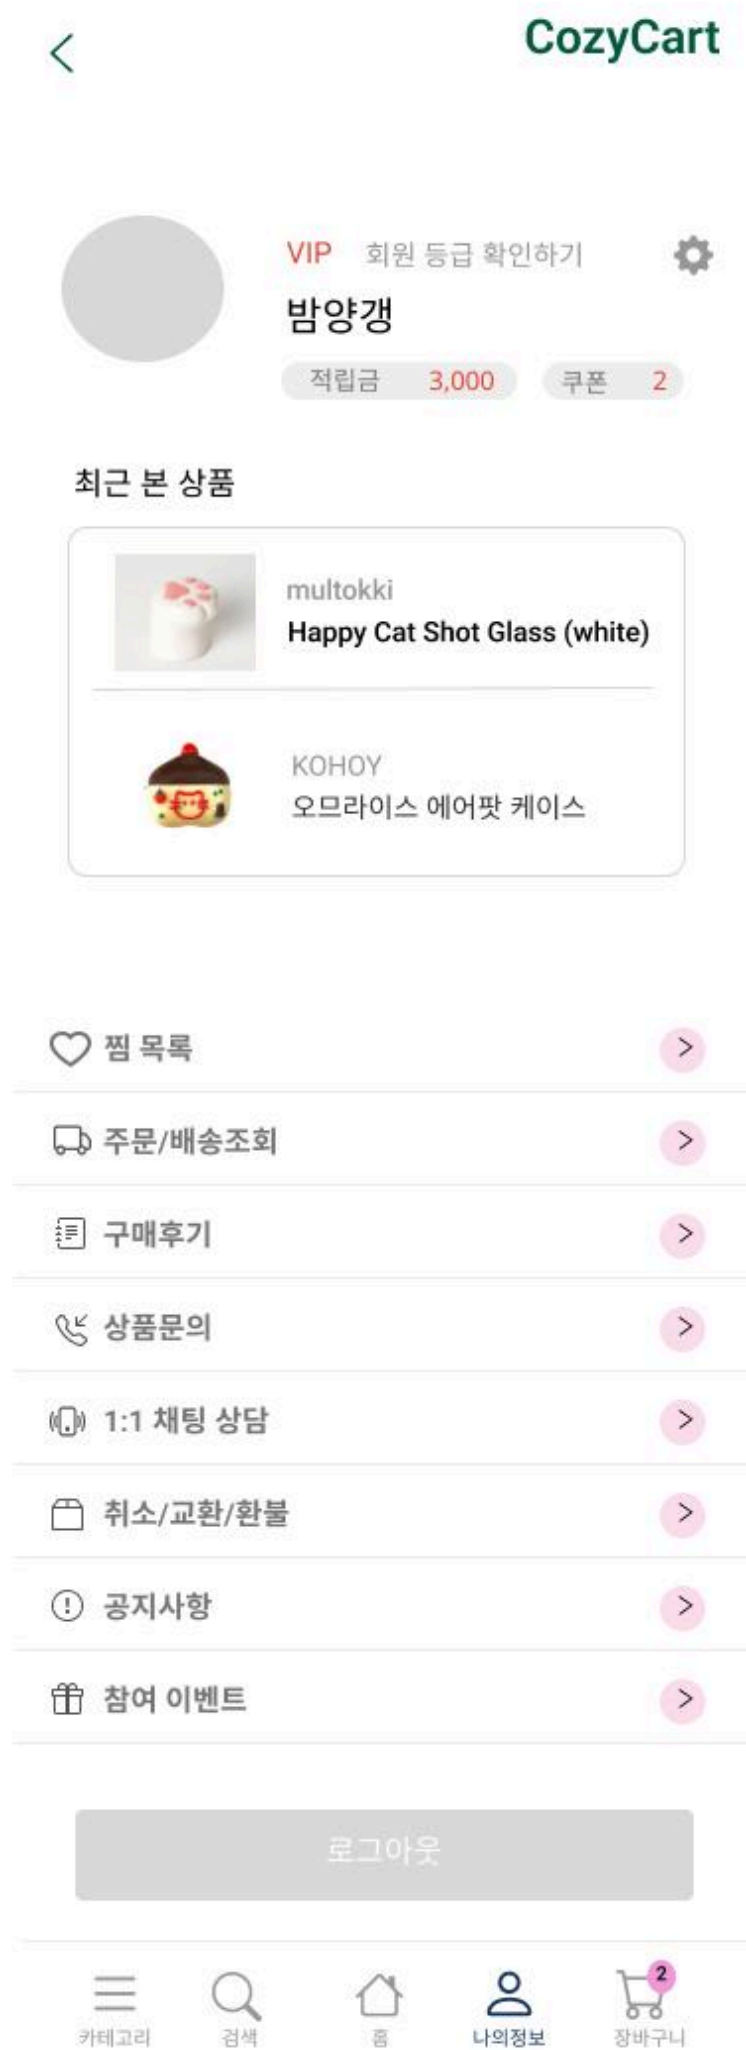 CozyCart
VIP 회원 등급 확인하기
밤양갱
적립금 3,000 쿠폰 2
최근 본 상품
multokki
Happy Cat Shot Glass (white)
KOHOY
오므라이스 에어팟 케이스
찜 목록
주문/배송조회
구매후기
상품문의
1:1 채팅 상담
취소/교환/환불
공지사항
참여 이벤트
로그아웃
2
카테고리 검색 홈 나의정보 장바구니